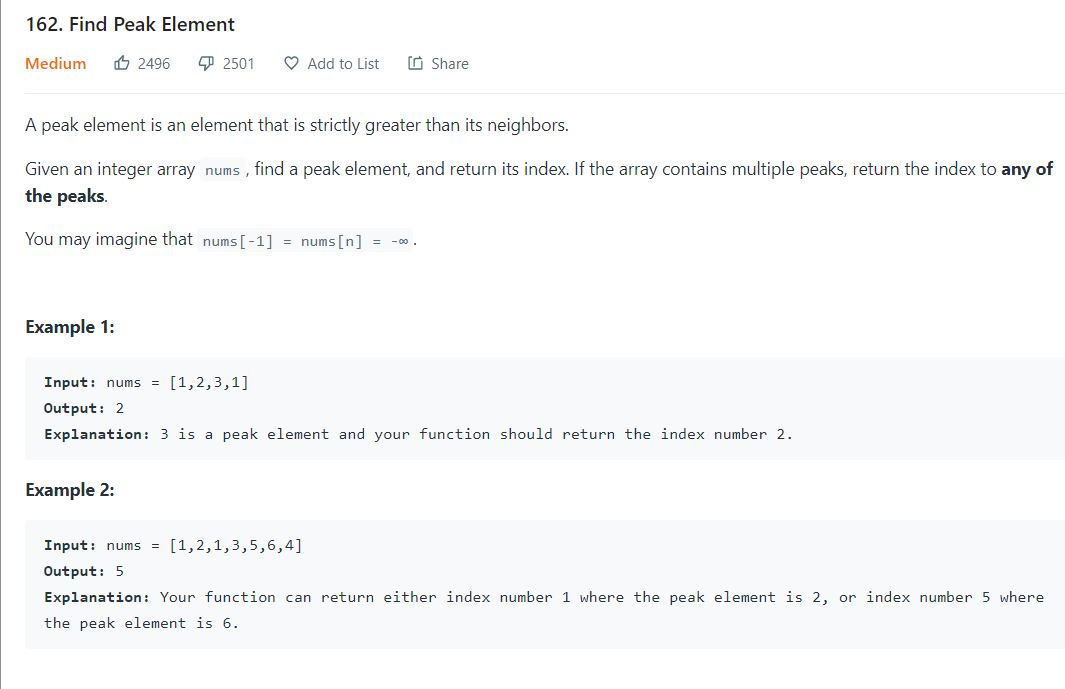 162. Find Peak Element
Medium 2496 2501 Add to List Share
A peak element is an element that is strictly greater than its neighbors.
Given an integer array nums , find a peak element, and return its index. If the array contains multiple peaks, return the index to any of
the peaks.
You may imagine that nums[-1] = nums[n] = -∞ .
Example 1:
Input: nums = [1,2,3,1]
Output: 2
Explanation: 3 is a peak element and your function should return the index number 2.
Example 2:
Input: nums = [1,2,1,3,5,6,4]
Output: 5
Explanation: Your function can return either index number 1 where the peak element is 2, or index number 5 where
the peak element is 6.